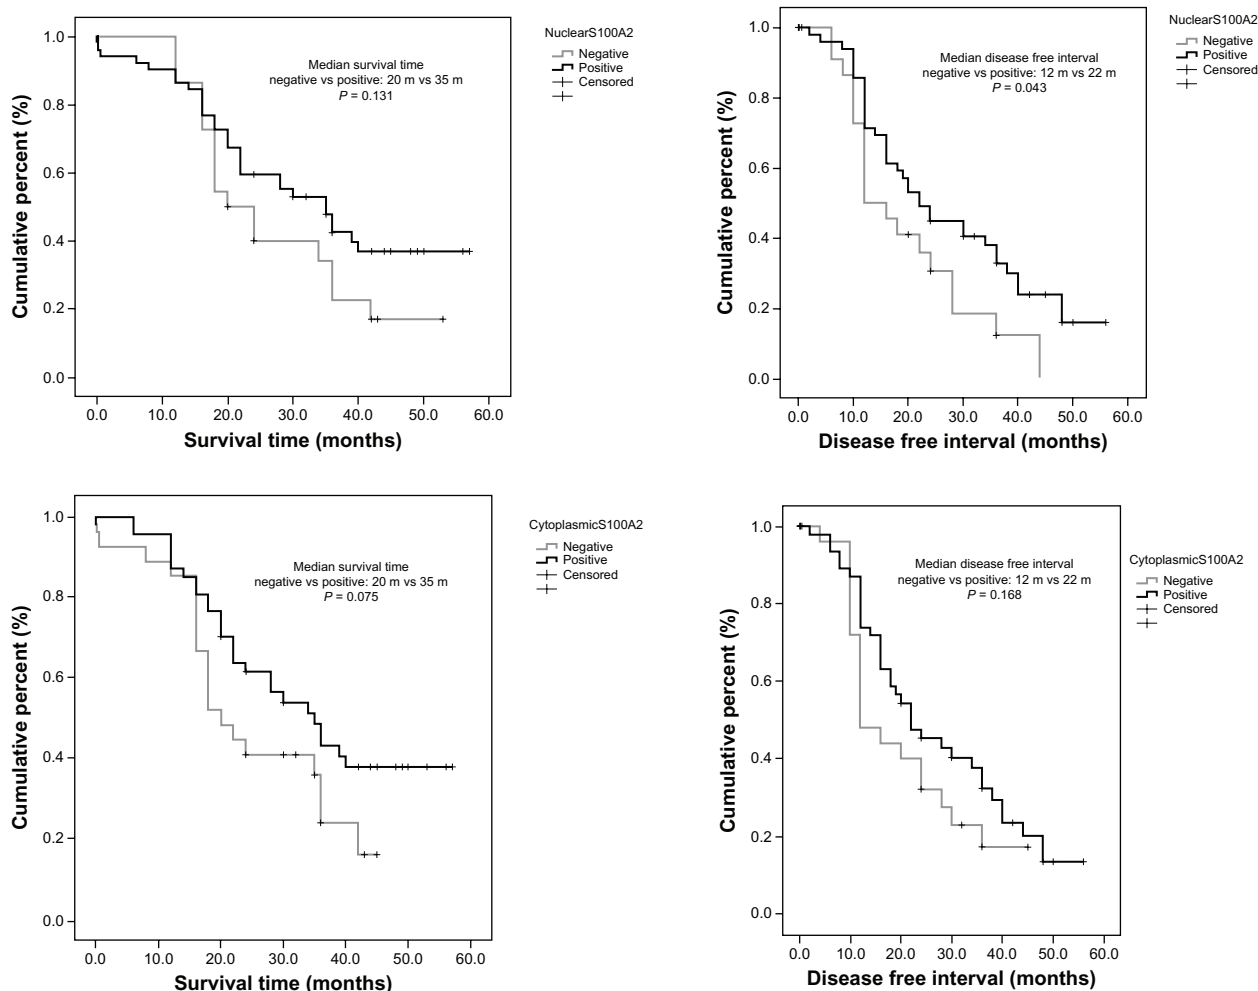 NuclearS100A2
Negative
Positive
Censored
Median survival time
negative vs positive: 20 m vs 35 m
P = 0.131
Cumulative percent (%)
1.0
0.8
0.6
0.4
0.2
0.0
0.0 10.0 20.0 30.0 40.0 50.0 60.0
Survival time (months)
NuclearS100A2
Negative
Positive
Censored
Median disease free interval
negative vs positive: 12 m vs 22 m
P = 0.043
Cumulative percent (%)
1.0
0.8
0.6
0.4
0.2
0.0
0.0 10.0 20.0 30.0 40.0 50.0 60.0
Disease free interval (months)
CytoplasmicS100A2
Negative
Positive
Censored
Median survival time
negative vs positive: 20 m vs 35 m
P = 0.075
Cumulative percent (%)
1.0
0.8
0.6
0.4
0.2
0.0
0.0 10.0 20.0 30.0 40.0 50.0 60.0
Survival time (months)
CytoplasmicS100A2
Negative
Positive
Censored
Median disease free interval
negative vs positive: 12 m vs 22 m
P = 0.168
Cumulative percent (%)
1.0
0.8
0.6
0.4
0.2
0.0
0.0 10.0 20.0 30.0 40.0 50.0 60.0
Disease free interval (months)